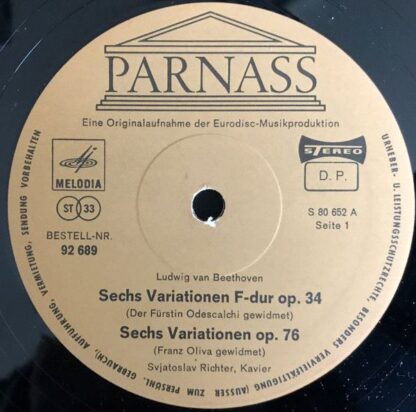 PARNASS
Eine Originalaufnahme der Eurodisc-Musikproduktion
MELODIA
ST 33
BESTELL-NR.
92 689
STEREO
D. P.
S 80 652 A
Seite 1
Ludwig van Beethoven
Sechs Variationen F-dur op. 34
(Der Fürstin Odescalchi gewidmet)
Sechs Variationen op. 76
(Franz Oliva gewidmet)
Svjatoslav Richter, Kavier
URHEBER- U. LEISTUNGSSCHUTZRECHTE, BESONDERS VERVIELFÄLTIGUNG (AUSSER ZUM PERSÖNL. GEBRAUCH), AUFFÜHRUNG, VERMIETUNG, SENDUNG VORBEHALTEN